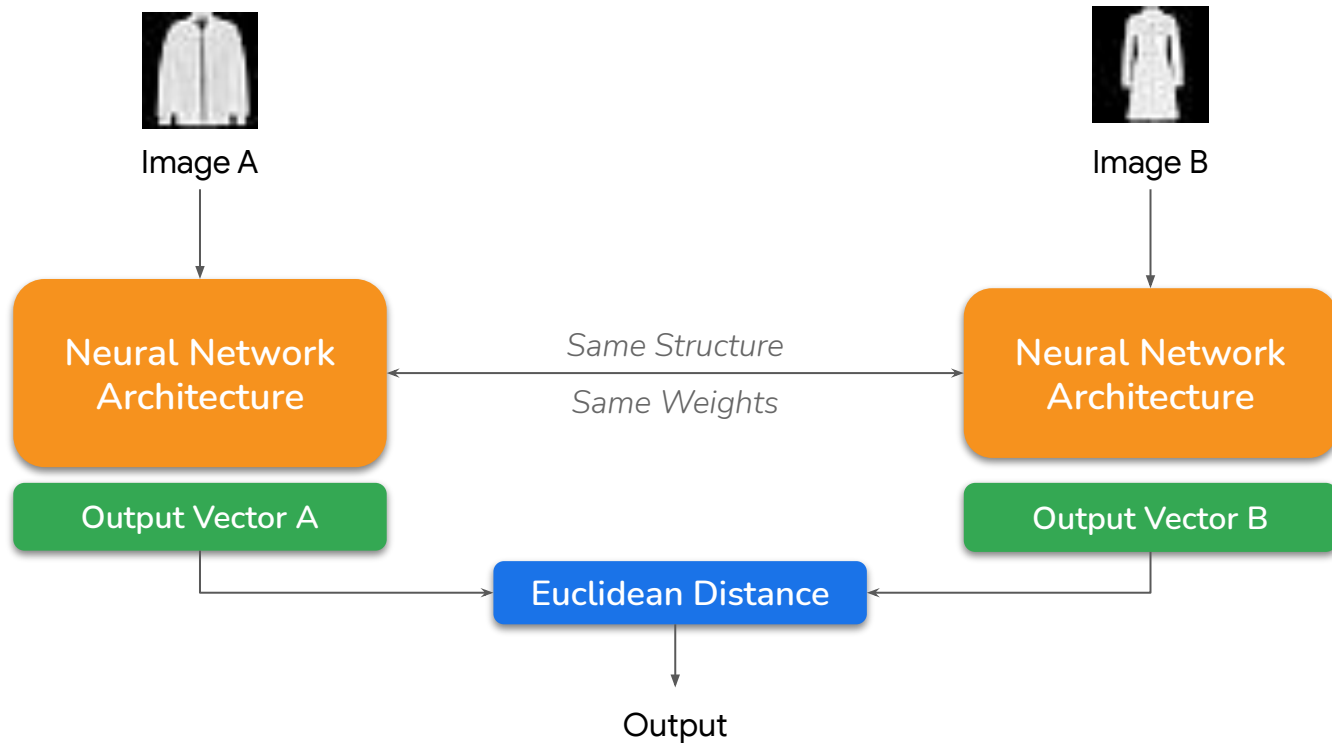 Image A
Image B
Neural Network
Architecture
Same Structure
Same Weights
Neural Network
Architecture
Output Vector A
Output Vector B
Euclidean Distance
Output